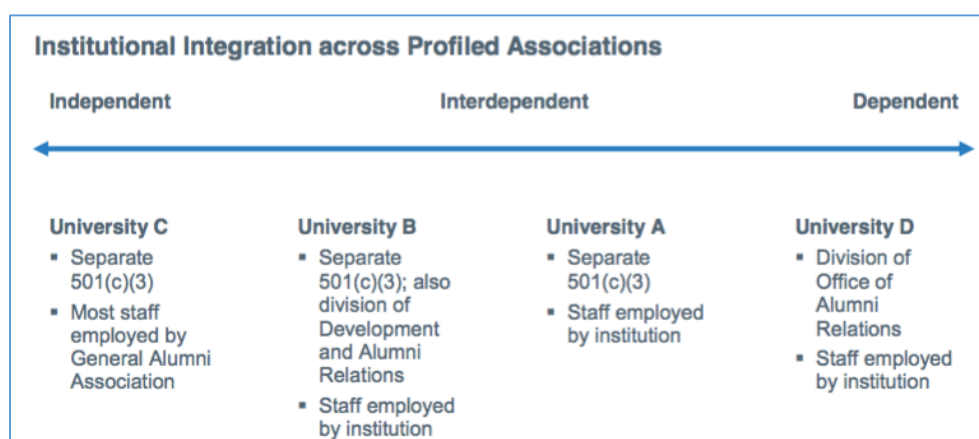 Institutional Integration across Profiled Associations
Independent
Interdependent
Dependent
University C
▪ Separate
501(c)(3)
▪ Most staff
employed by
General Alumni
Association
University B
▪ Separate
501(c)(3); also
division of
Development
and Alumni
Relations
▪ Staff employed
by institution
University A
▪ Separate
501(c)(3)
▪ Staff employed
by institution
University D
▪ Division of
Office of
Alumni
Relations
▪ Staff employed
by institution